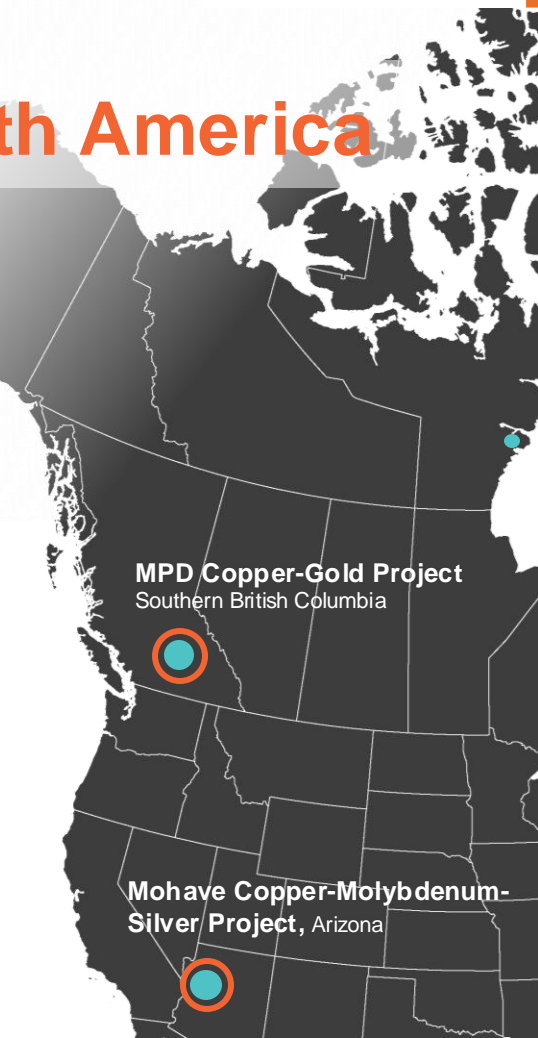 th America
MPD Copper-Gold Project
Southern British Columbia
Mohave Copper-Molybdenum-
Silver Project, Arizona